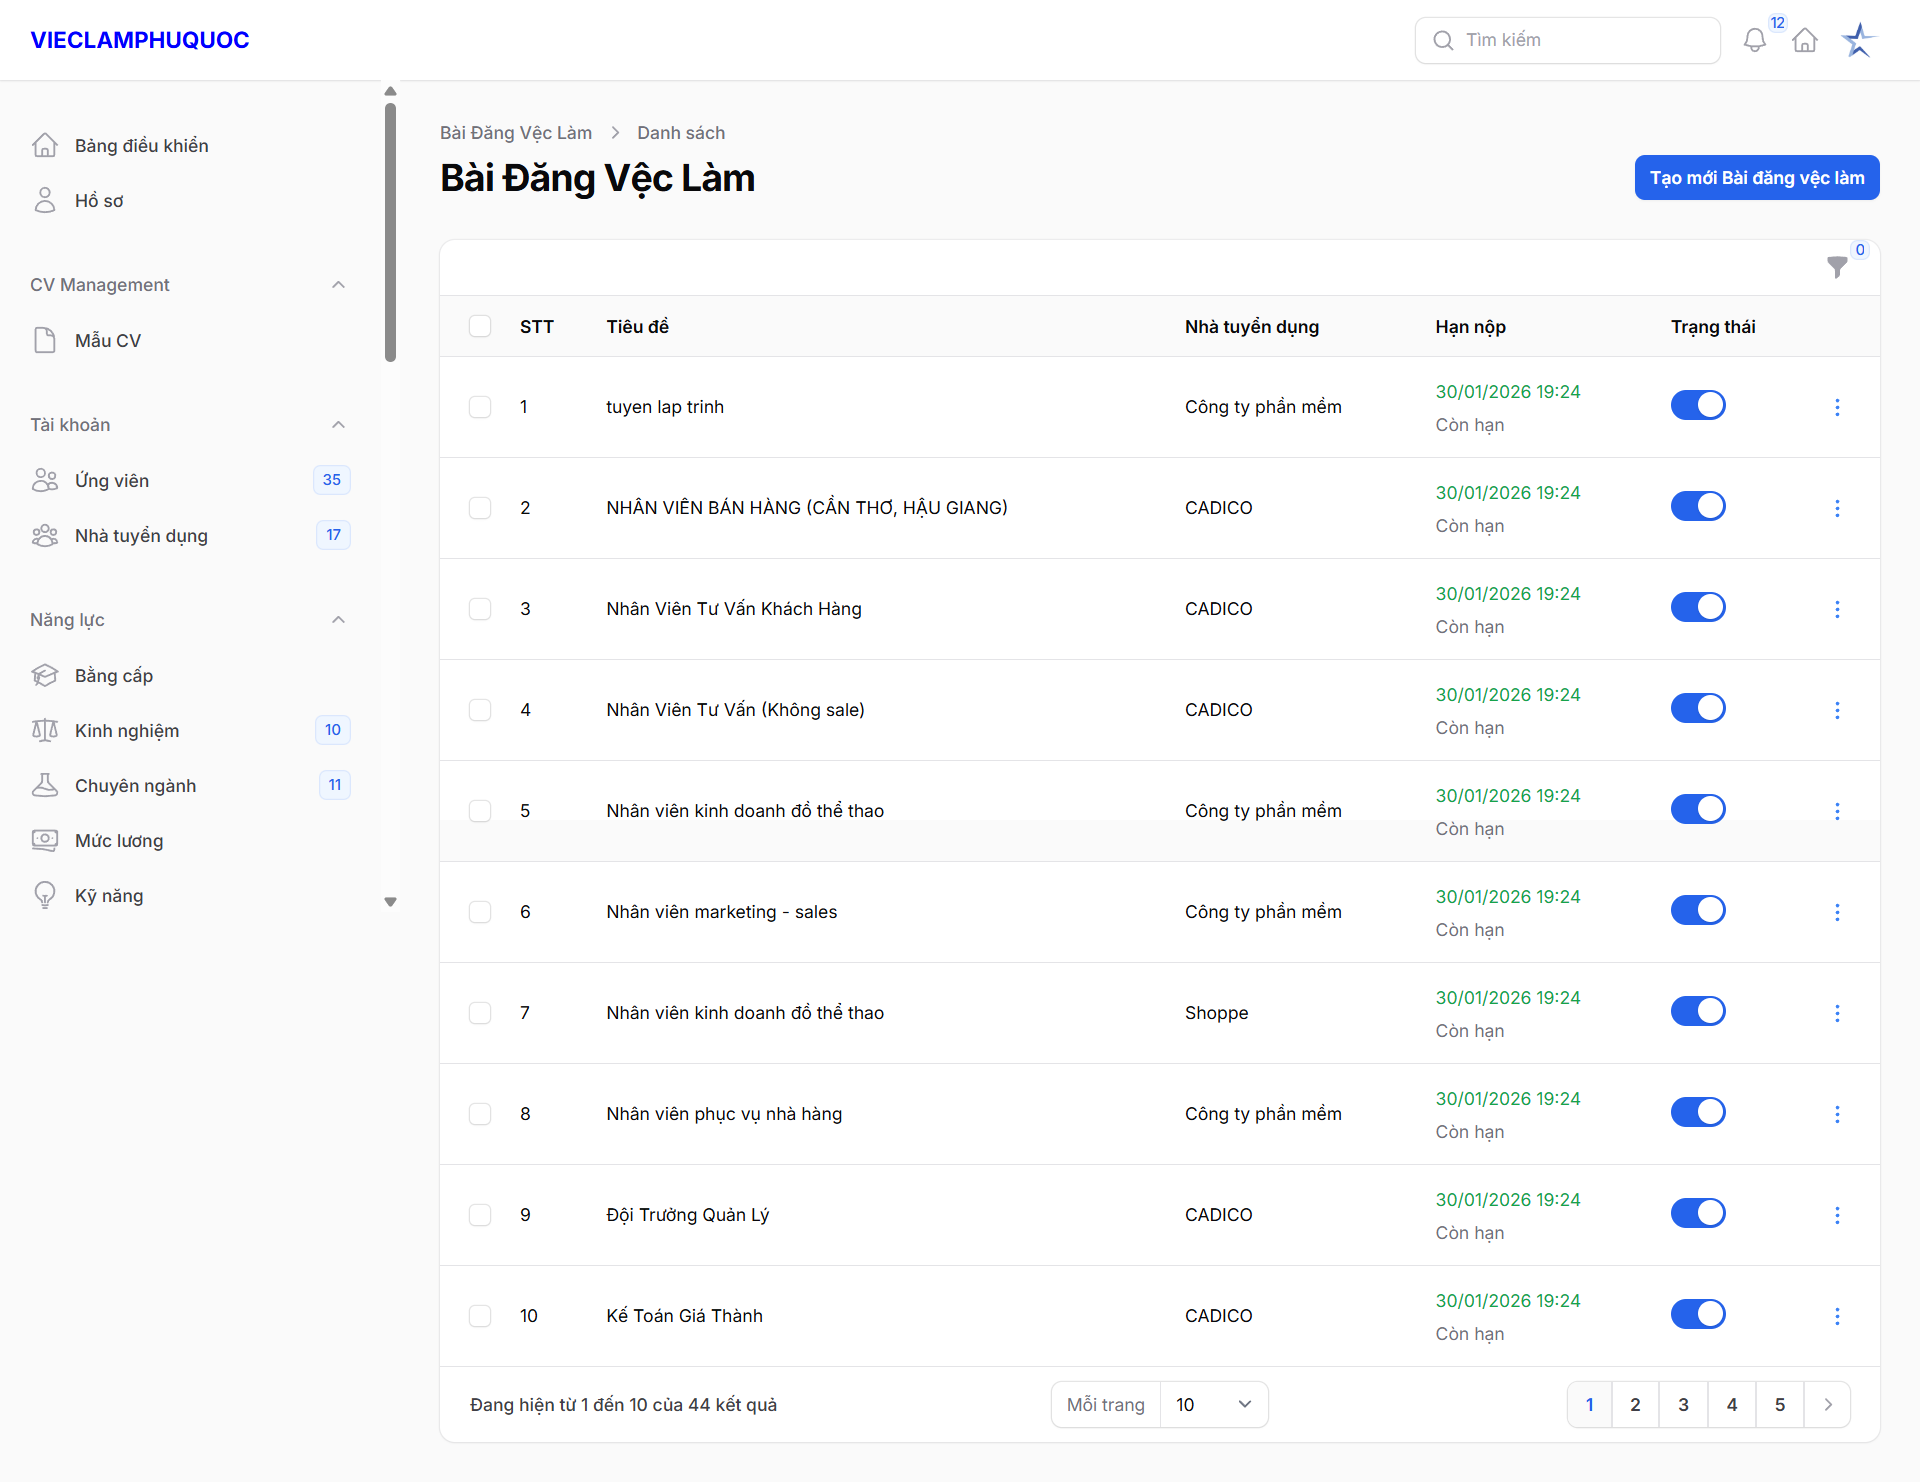 VIECLAMPHUQUOC
Tìm kiếm
12
Bảng điều khiển
Hồ sơ
CV Management
Mẫu CV
Tài khoản
Ứng viên 35
Nhà tuyển dụng 17
Năng lực
Bằng cấp
Kinh nghiệm 10
Chuyên ngành 11
Mức lương
Kỹ năng
Bài Đăng Vệc Làm Danh sách
Bài Đăng Vệc Làm
Tạo mới Bài đăng vệc làm
0
STT Tiêu đề Nhà tuyển dụng Hạn nộp Trạng thái
1 tuyen lap trinh Công ty phần mềm 30/01/2026 19:24
Còn hạn
2 NHÂN VIÊN BÁN HÀNG (CẦN THƠ, HẬU GIANG) CADICO 30/01/2026 19:24
Còn hạn
3 Nhân Viên Tư Vấn Khách Hàng CADICO 30/01/2026 19:24
Còn hạn
4 Nhân Viên Tư Vấn (Không sale) CADICO 30/01/2026 19:24
Còn hạn
5 Nhân viên kinh doanh đồ thể thao Công ty phần mềm 30/01/2026 19:24
Còn hạn
6 Nhân viên marketing - sales Công ty phần mềm 30/01/2026 19:24
Còn hạn
7 Nhân viên kinh doanh đồ thể thao Shoppe 30/01/2026 19:24
Còn hạn
8 Nhân viên phục vụ nhà hàng Công ty phần mềm 30/01/2026 19:24
Còn hạn
9 Đội Trưởng Quản Lý CADICO 30/01/2026 19:24
Còn hạn
10 Kế Toán Giá Thành CADICO 30/01/2026 19:24
Còn hạn
Đang hiện từ 1 đến 10 của 44 kết quả
Mỗi trang 10
1 2 3 4 5